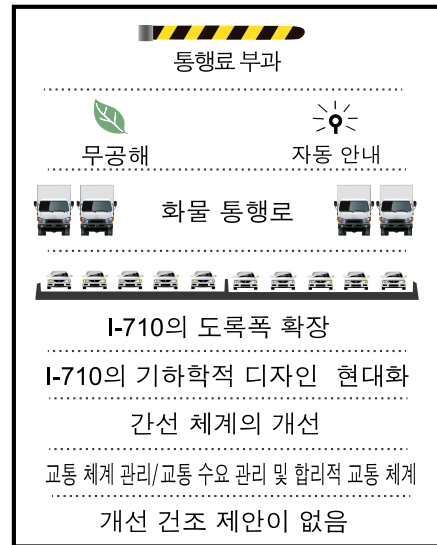 통행료 부과
무공해 자동 안내
화물 통행로
I-710의 도록폭 확장
I-710의 기하학적 디자인 현대화
간선 체계의 개선
교통 체계 관리/교통 수요 관리 및 합리적 교통 체계
개선 건조 제안이 없음